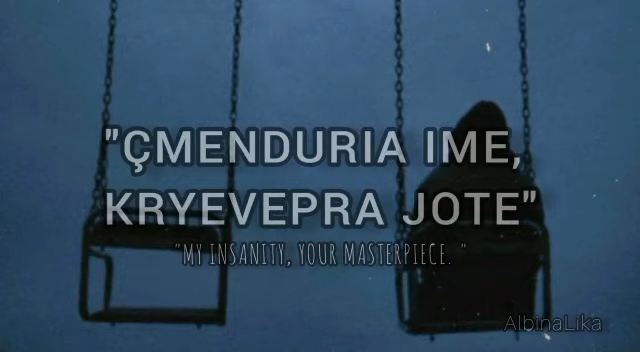 "ÇMENDURIA IME,
KRYEVEPRA JOTE"
"MY INSANITY, YOUR MASTERPIECE. "
AlbinaLika